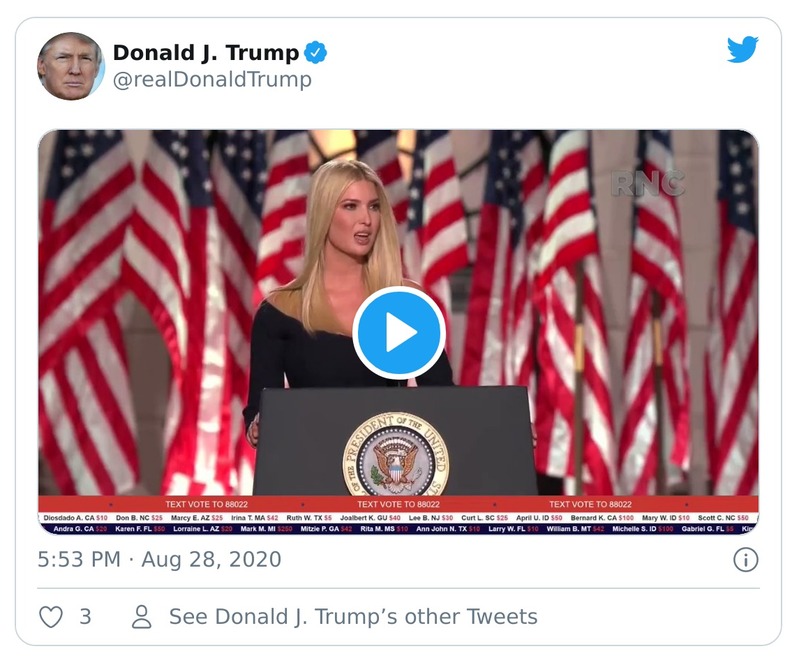 Donald J. Trump
@realDonaldTrump
RNC
OF THE PRESIDENT OF THE UNITED
TEXT VOTE TO 88022 TEXT VOTE TO 88022 TEXT VOTE TO 88022
Diosdado A. CA $10 Don B. NC $25 Marcy E. AZ $25 Irina T. MA $42 Ruth W. TX $5 Joalbert K. GU $40 Lee B. NJ $30 Curt L. SC $25 April U. ID $50 Bernard K. CA $100 Mary W. ID $10 Scott C. NC $50
Andra G. CA $20 Karen F. FL $80 Lorraine L. AZ $20 Mark M. MI $250 Mitzie P. GA $42 Rita M. MS $10 Ann John N. TX $10 Larry W. FL $10 William B. MT $42 Michelle S. ID $100 Gabriel G. FL
5:53 PM · Aug 28, 2020
3 See Donald J. Trump’s other Tweets